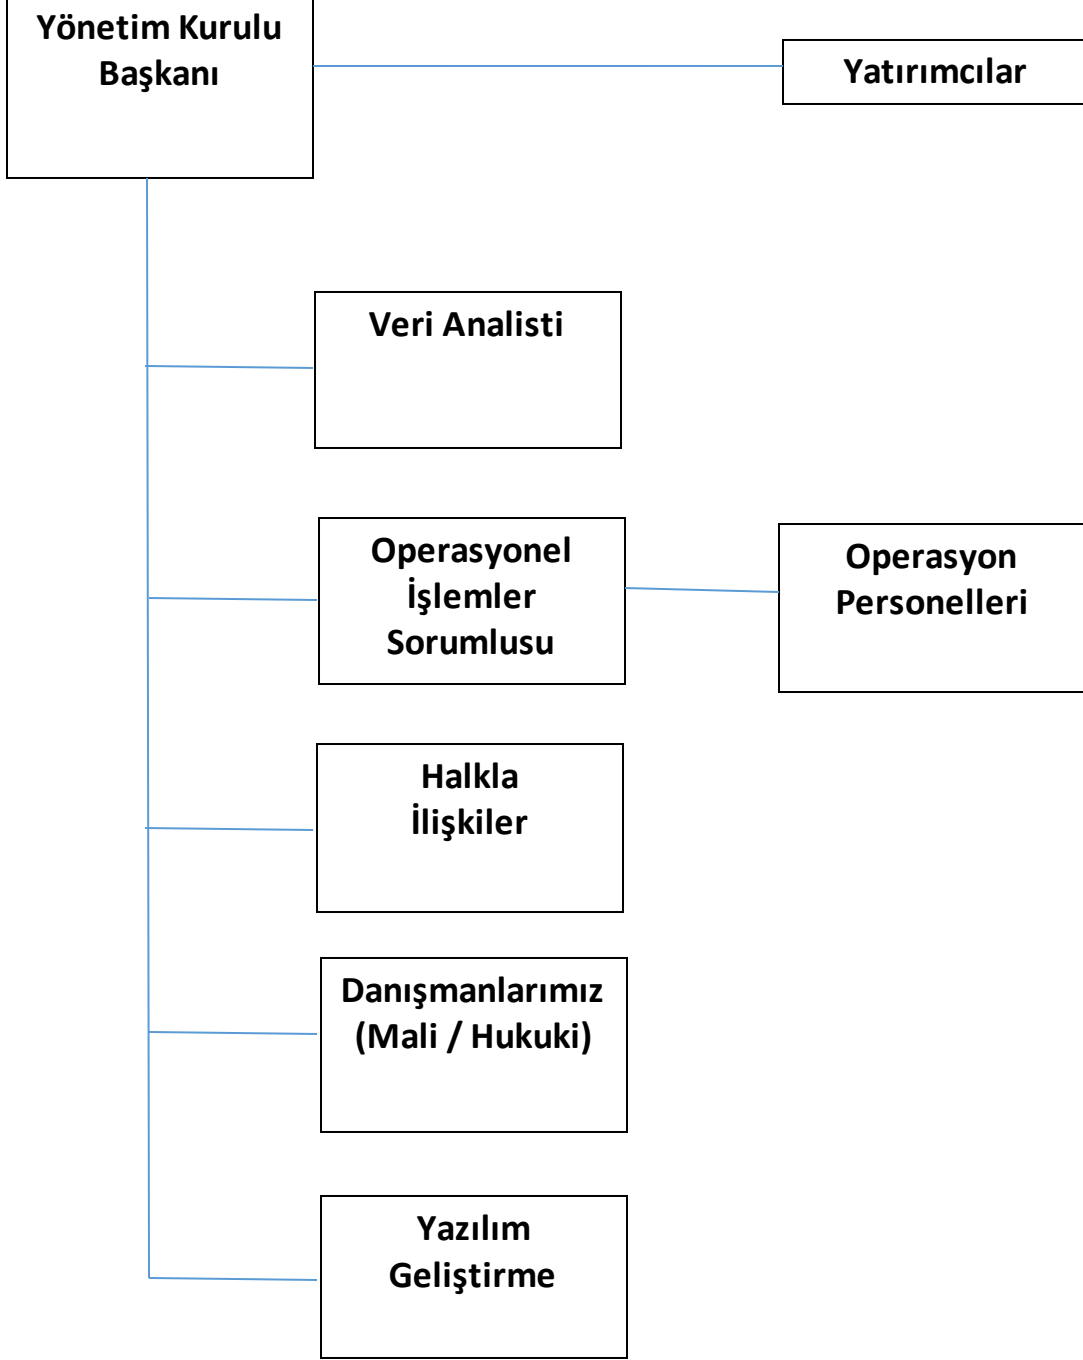 Yönetim Kurulu
Başkanı
Yatırımcılar
Veri Analisti
Operasyonel
İşlemler
Sorumlusu
Operasyon
Personelleri
Halkla
İlişkiler
Danışmanlarımız
(Mali / Hukuki)
Yazılım
Geliştirme